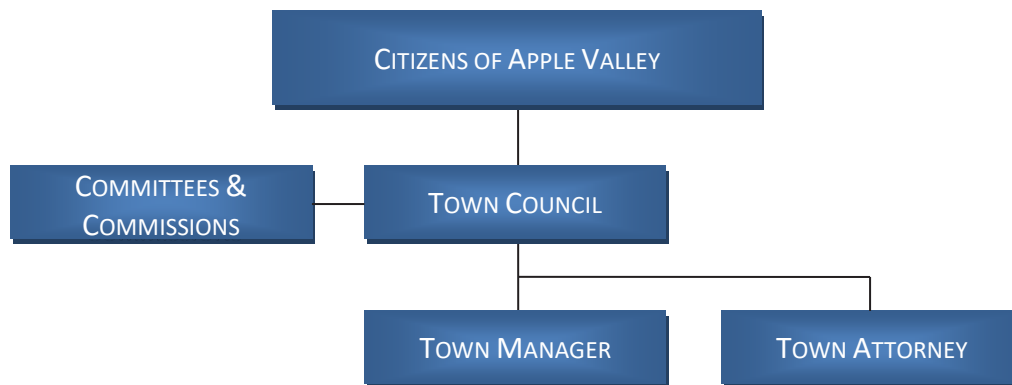 CITIZENS OF APPLE VALLEY
COMMITTEES &
COMMISSIONS
TOWN COUNCIL
TOWN MANAGER
TOWN ATTORNEY